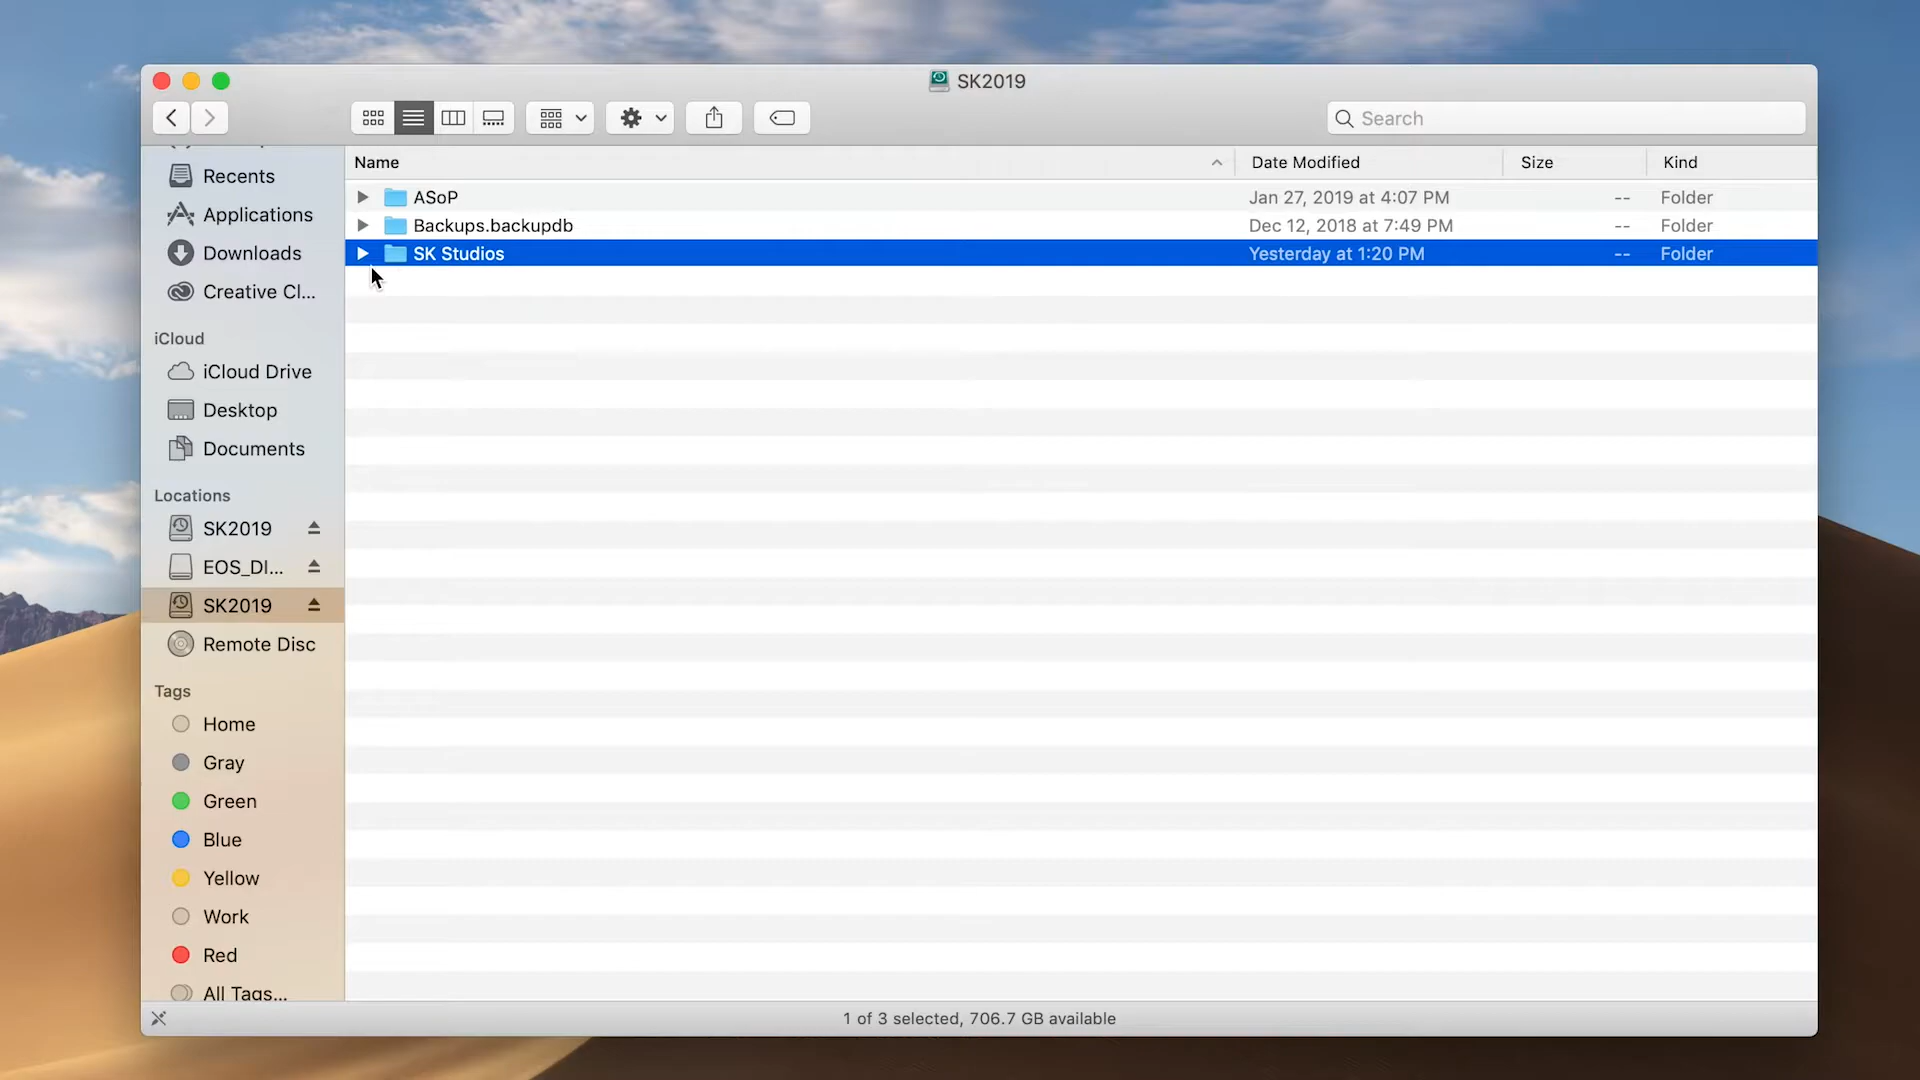 SK2019
Search
Recents
Applications
Downloads
Creative Cl...
iCloud
iCloud Drive
Desktop
Documents
Locations
SK2019
EOS_DI...
SK2019
Remote Disc
Tags
Home
Gray
Green
Blue
Yellow
Work
Red
All Tags...
Name Date Modified Size Kind
ASoP Jan 27, 2019 at 4:07 PM -- Folder
Backups.backupdb Dec 12, 2018 at 7:49 PM -- Folder
SK Studios Yesterday at 1:20 PM -- Folder
1 of 3 selected, 706.7 GB available